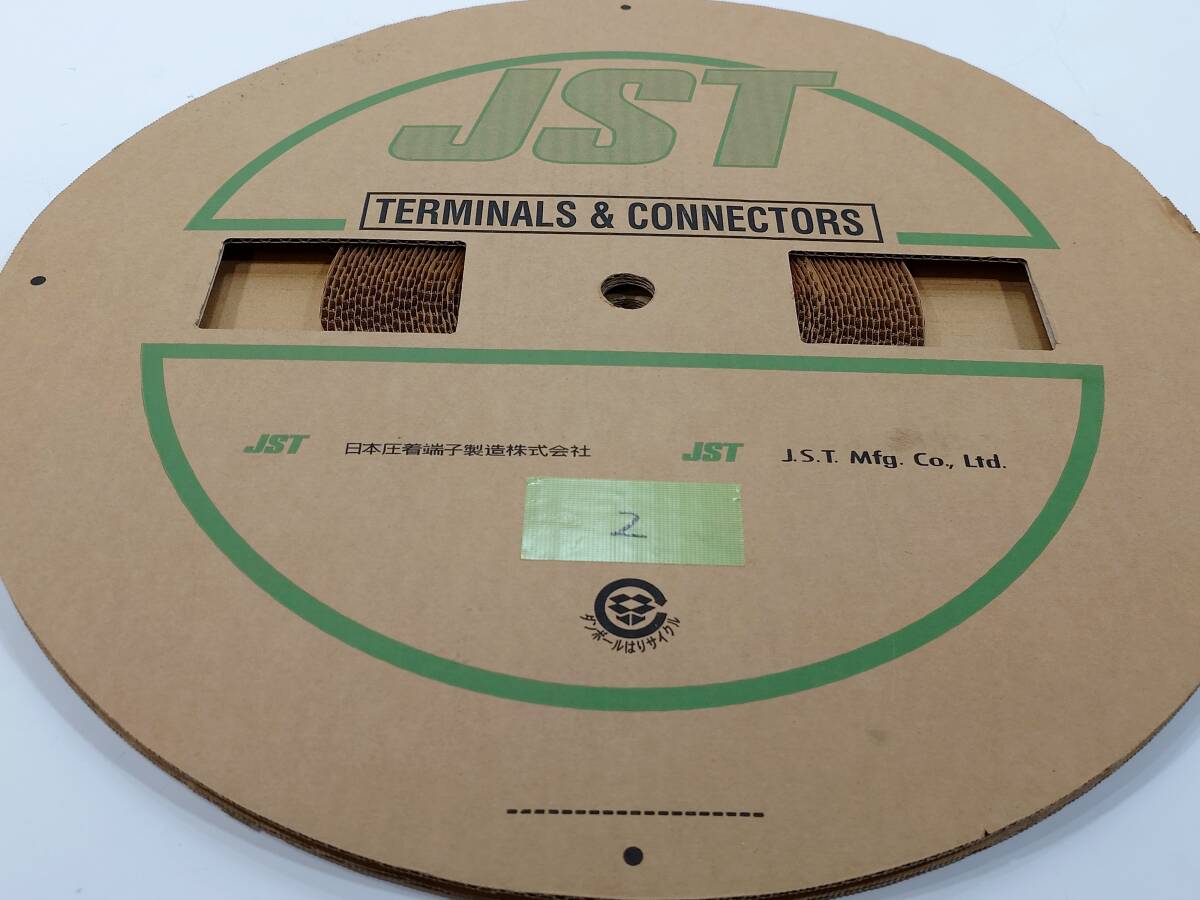 JST
TERMINALS & CONNECTORS
JST 日本圧着端子製造株式会社 JST J.S.T. Mfg. Co., Ltd.
2
ダンボールはリサイクル